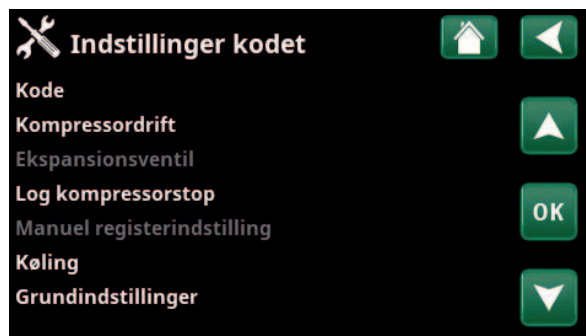 Indstillinger kodet
Kode
Kompressordrift
Ekspansionsventil
Log kompressorstop
OK
Manuel registerindstilling
Køling
Grundindstillinger